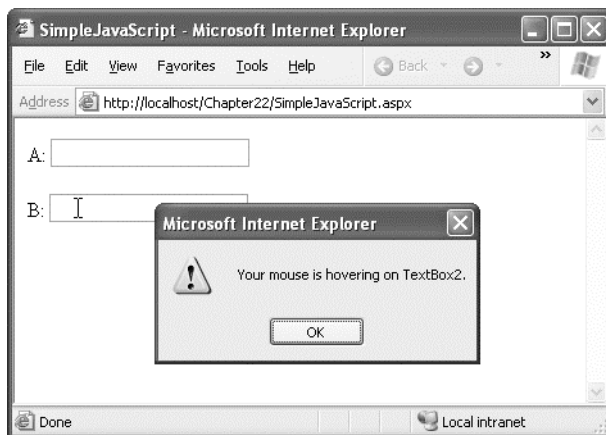 SimpleJavaScript - Microsoft Internet Explorer
File Edit View Favorites Tools Help Back »
Address http://localhost/Chapter22/SimpleJavaScript.aspx
A:
B:
Microsoft Internet Explorer
Your mouse is hovering on TextBox2.
OK
Done Local intranet